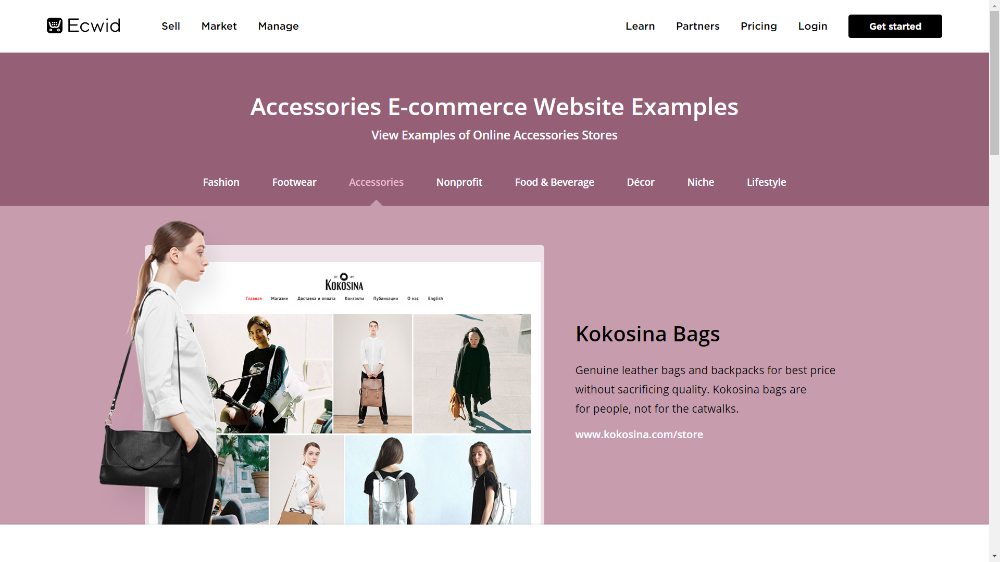 Ecwid
Sell Market Manage
Learn Partners Pricing Login Get started
Accessories E-commerce Website Examples
View Examples of Online Accessories Stores
Fashion Footwear Accessories Nonprofit Food & Beverage Décor Niche Lifestyle
EST. 2011
KOKOSINA
Главная Магазин Доставка и оплата Контакты Публикации О нас English
Kokosina Bags
Genuine leather bags and backpacks for best price
without sacrificing quality. Kokosina bags are
for people, not for the catwalks.
www.kokosina.com/store